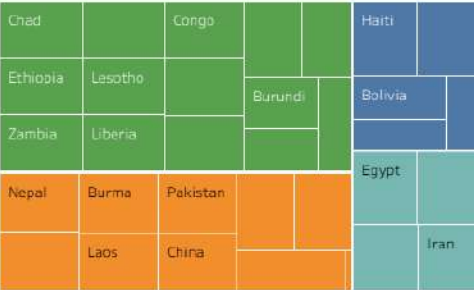 Chad
Congo
Haiti
Ethiopia
Lesotho
Burundi
Bolivia
Zambia
Liberia
Egypt
Nepal
Burma
Pakistan
Laos
China
Iran